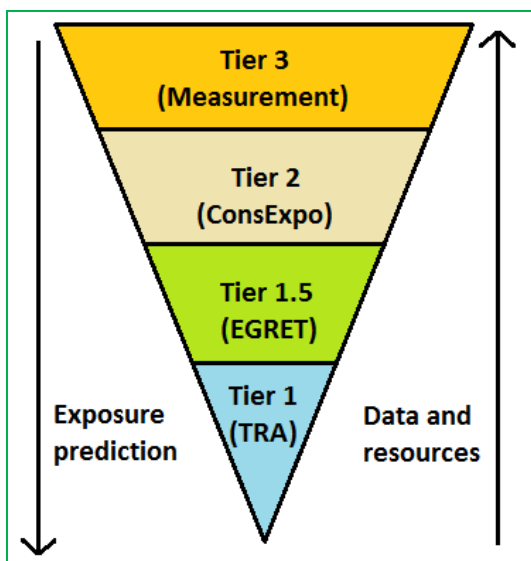 Tier 3
(Measurement)
Tier 2
(ConsExpo)
Tier 1.5
(EGRET)
Tier 1
(TRA)
Exposure
prediction
Data and
resources